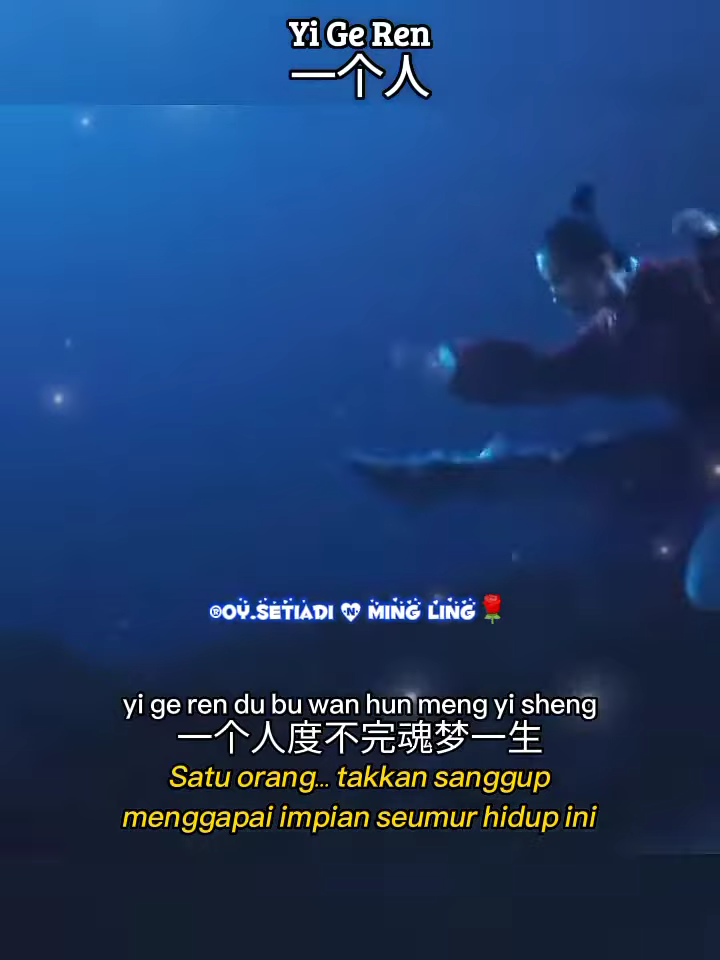 Yi Ge Ren
一个人
®OY.SETIADI N MING LING
yi ge ren du bu wan hun meng yi sheng
一个人度不完魂梦一生
Satu orang... takkan sanggup
menggapai impian seumur hidup ini